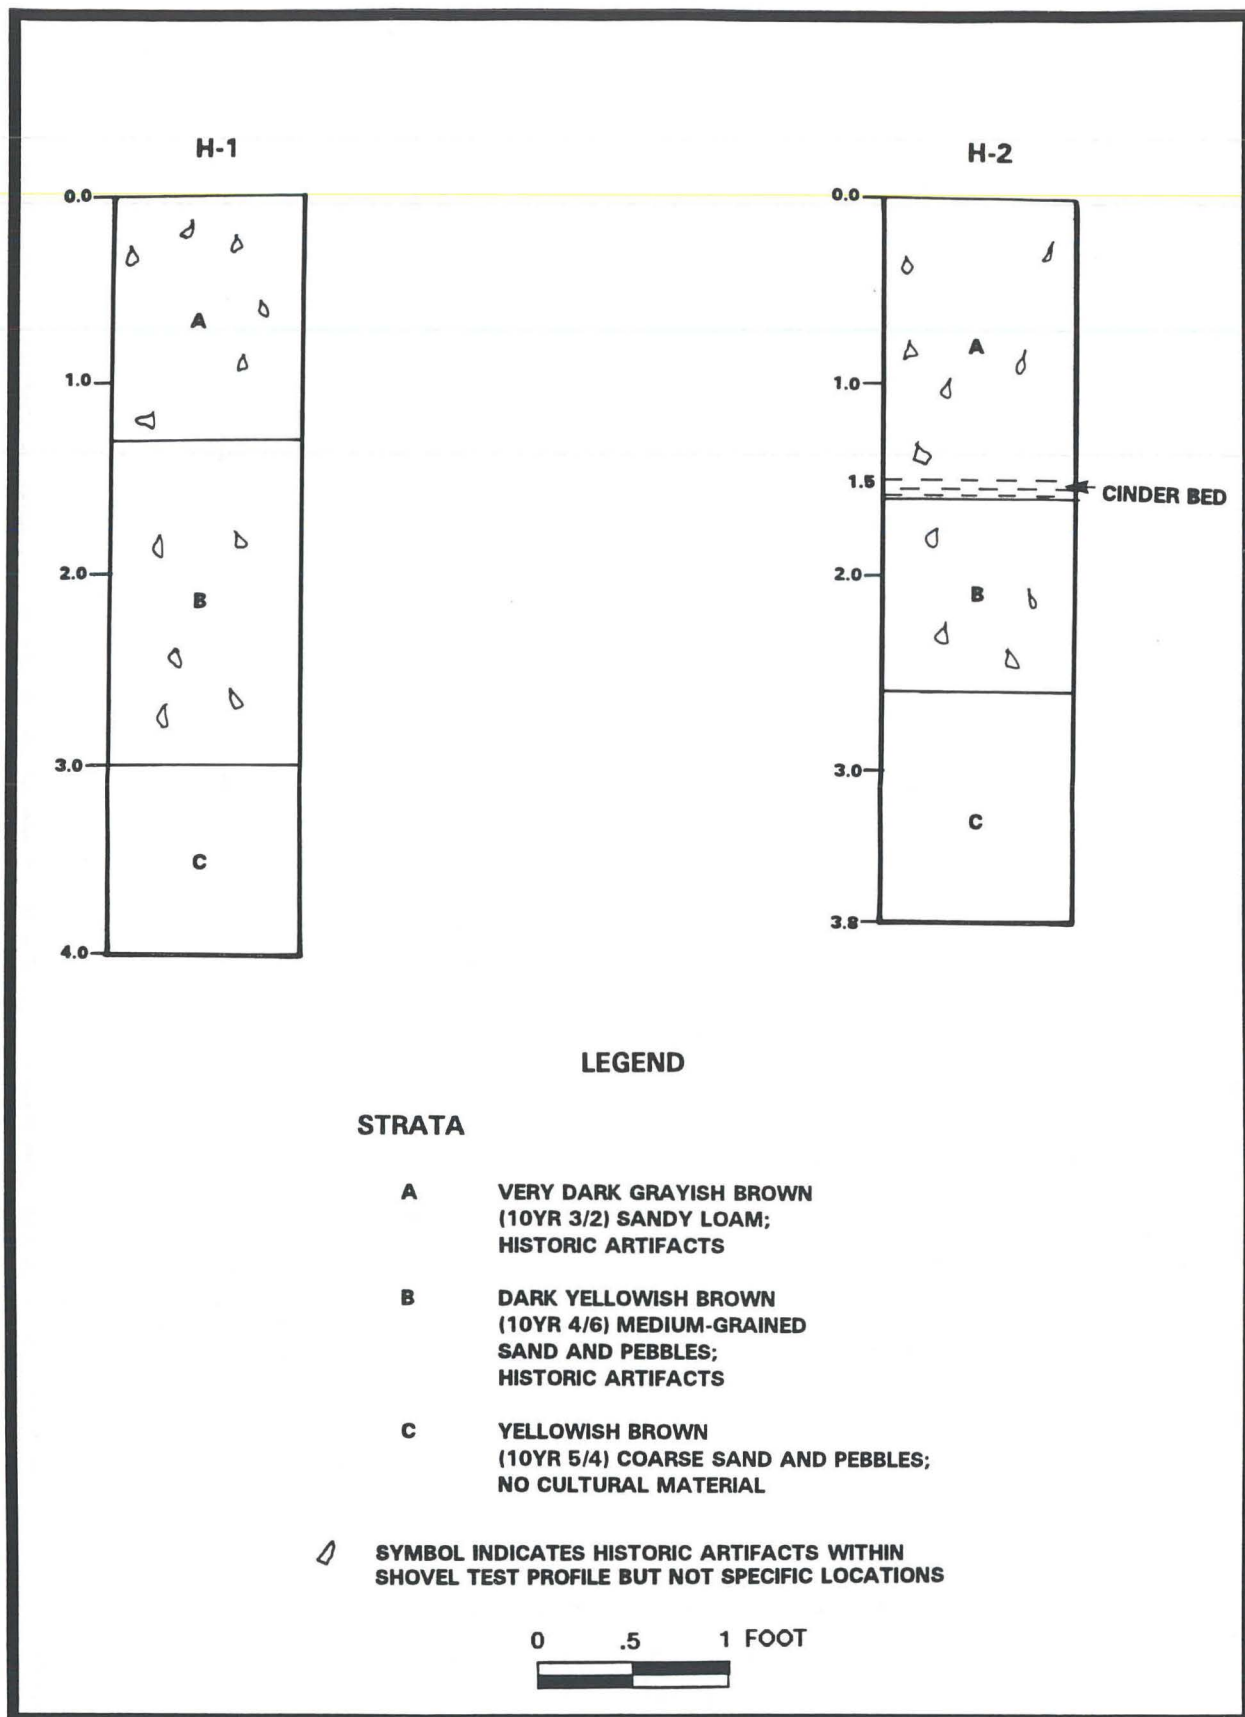 H-1
0.0
A
1.0
2.0
B
3.0
C
4.0
H-2
0.0
A
1.0
1.5
CINDER BED
2.0
B
3.0
C
3.8
LEGEND
STRATA
A VERY DARK GRAYISH BROWN
(10YR 3/2) SANDY LOAM;
HISTORIC ARTIFACTS
B DARK YELLOWISH BROWN
(10YR 4/6) MEDIUM-GRAINED
SAND AND PEBBLES;
HISTORIC ARTIFACTS
C YELLOWISH BROWN
(10YR 5/4) COARSE SAND AND PEBBLES;
NO CULTURAL MATERIAL
SYMBOL INDICATES HISTORIC ARTIFACTS WITHIN
SHOVEL TEST PROFILE BUT NOT SPECIFIC LOCATIONS
0 .5 1 FOOT